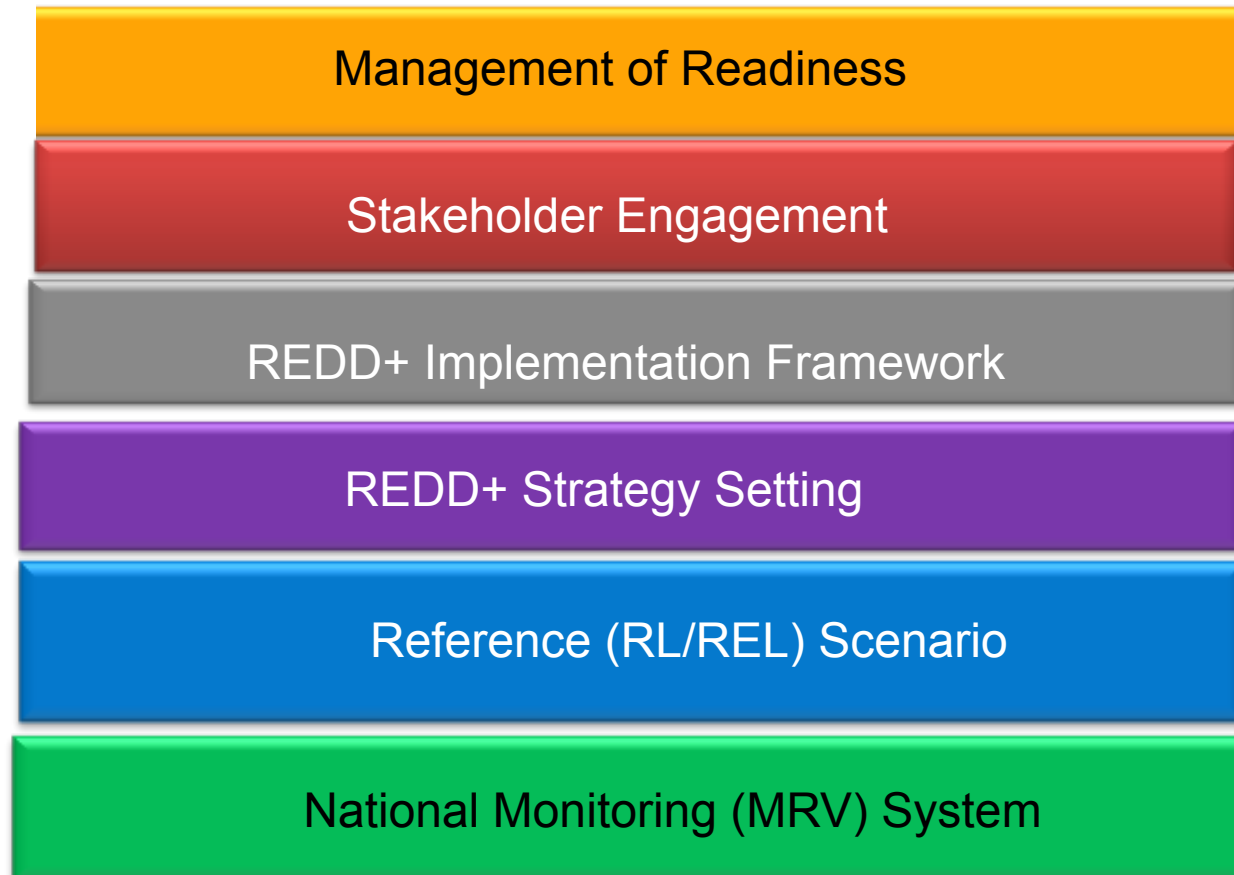 Management of Readiness
Stakeholder Engagement
REDD+ Implementation Framework
REDD+ Strategy Setting
Reference (RL/REL) Scenario
National Monitoring (MRV) System